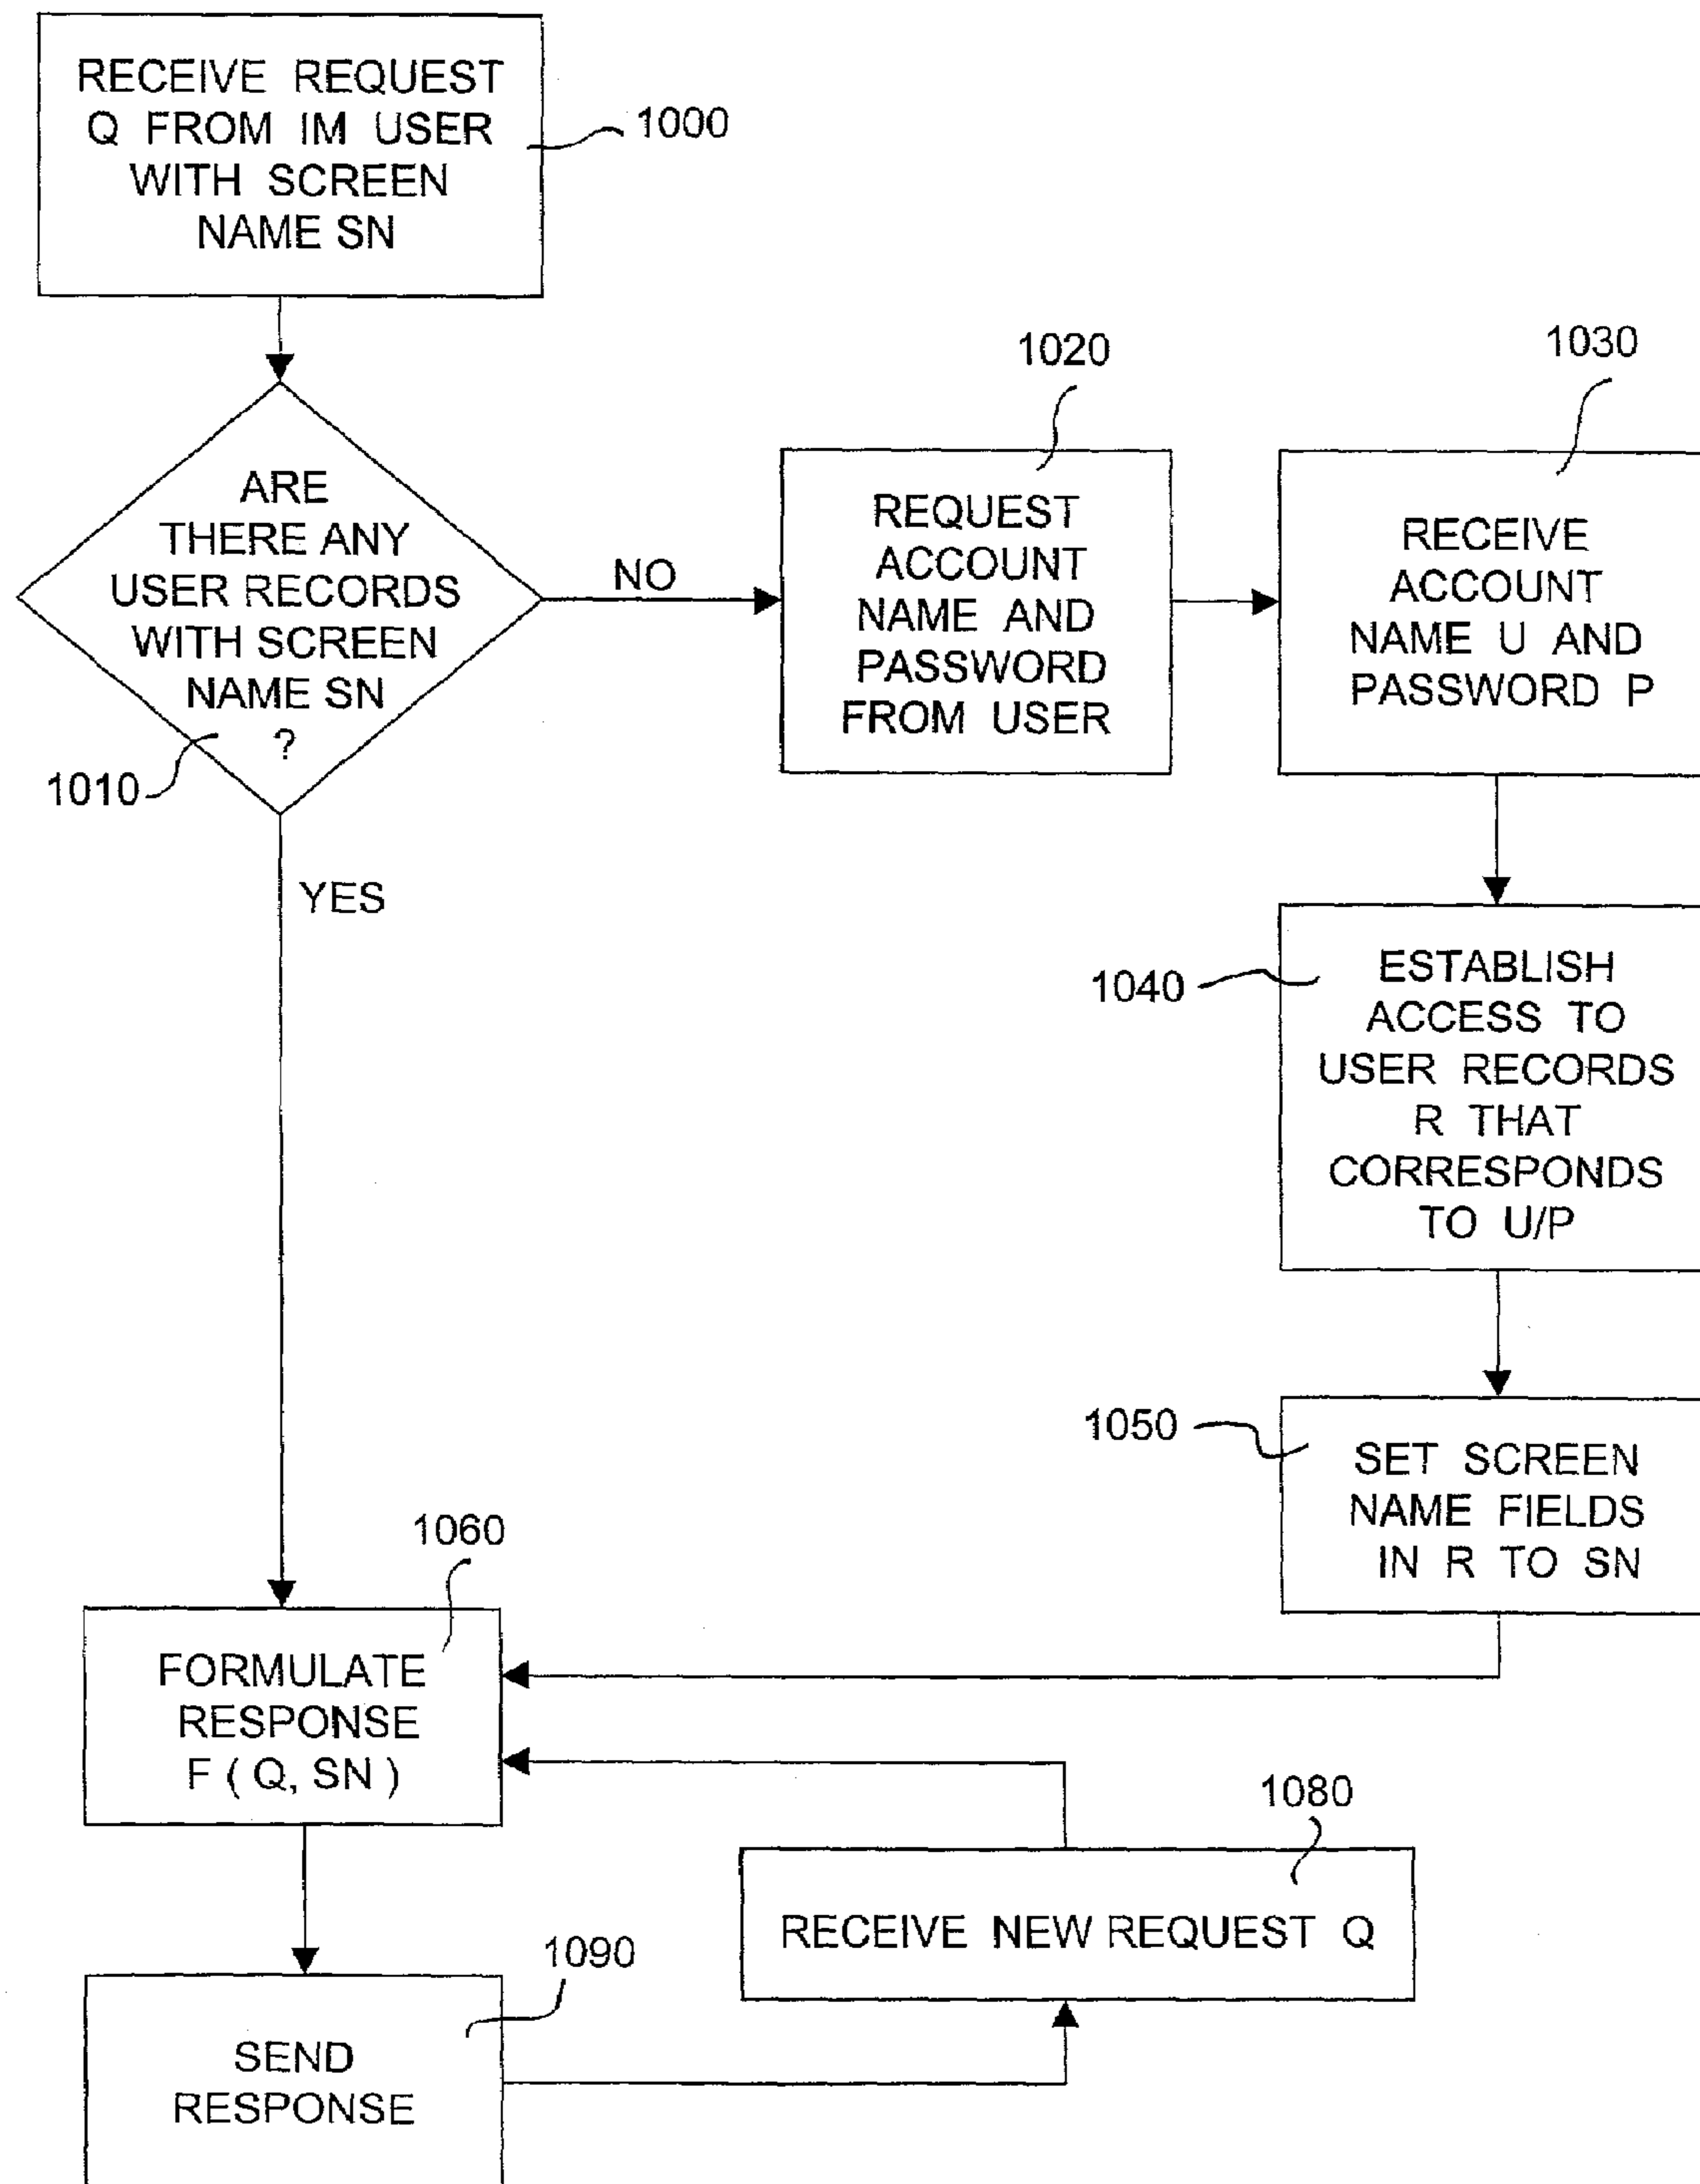 RECEIVE REQUEST
Q FROM IM USER
WITH SCREEN
NAME SN
1000
ARE
THERE ANY
USER RECORDS
WITH SCREEN
NAME SN
?
1010
NO
YES
1020
REQUEST
ACCOUNT
NAME AND
PASSWORD
FROM USER
1030
RECEIVE
ACCOUNT
NAME U AND
PASSWORD P
1040
ESTABLISH
ACCESS TO
USER RECORDS
R THAT
CORRESPONDS
TO U/P
1050
SET SCREEN
NAME FIELDS
IN R TO SN
1060
FORMULATE
RESPONSE
F ( Q, SN )
1080
RECEIVE NEW REQUEST Q
1090
SEND
RESPONSE